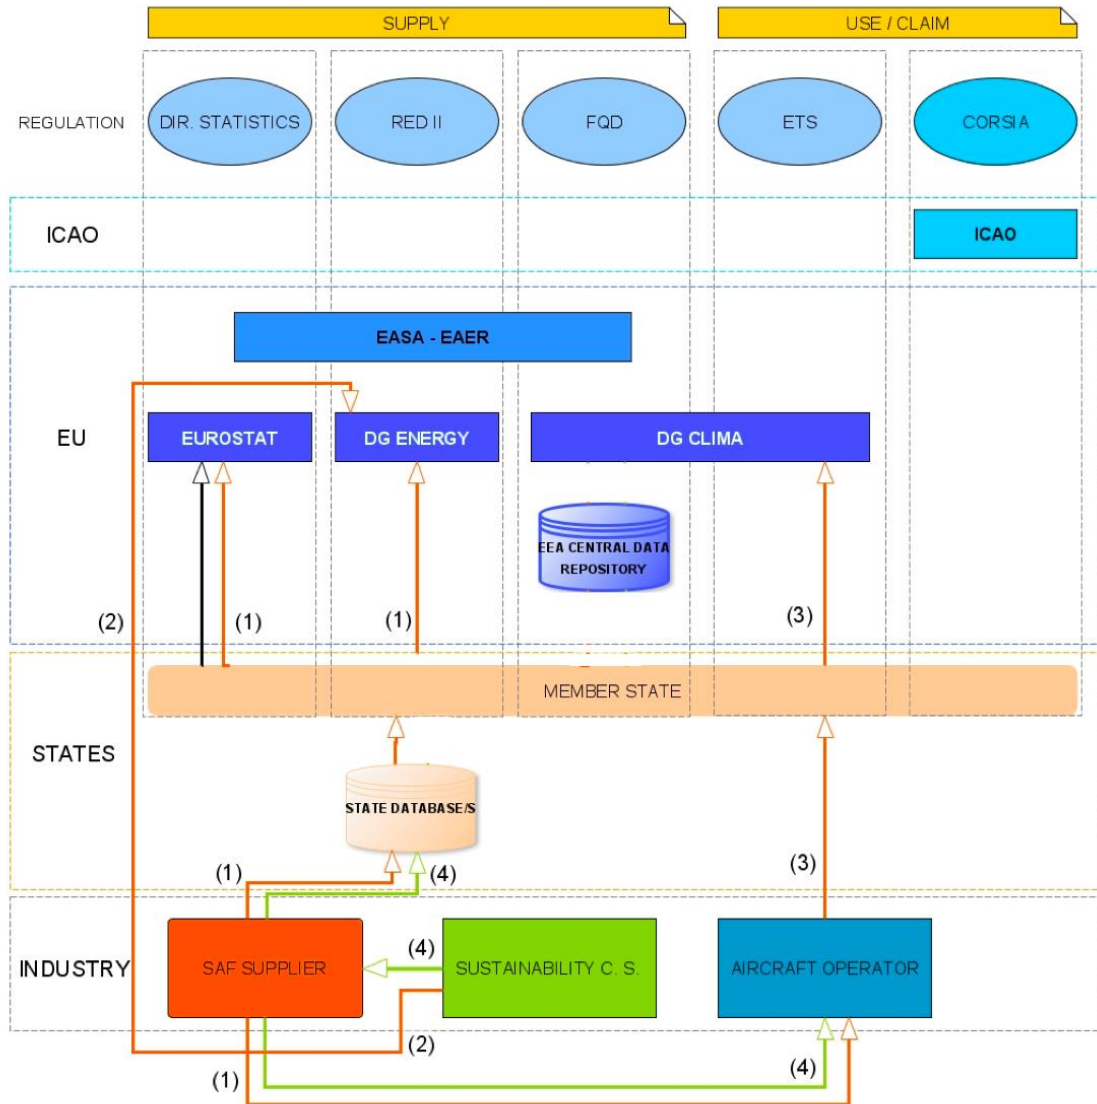 SUPPLY
USE / CLAIM
REGULATION
DIR. STATISTICS
RED II
FQD
ETS
CORSIA
ICAO
ICAO
EASA - EAER
EU
EUROSTAT
DG ENERGY
DG CLIMA
EEA CENTRAL DATA
REPOSITORY
(2)
(1)
(1)
(3)
MEMBER STATE
STATES
STATE DATABASE/S
(1)
(4)
(3)
INDUSTRY
SAF SUPPLIER
(4)
SUSTAINABILITY C. S.
AIRCRAFT OPERATOR
(2)
(1)
(4)